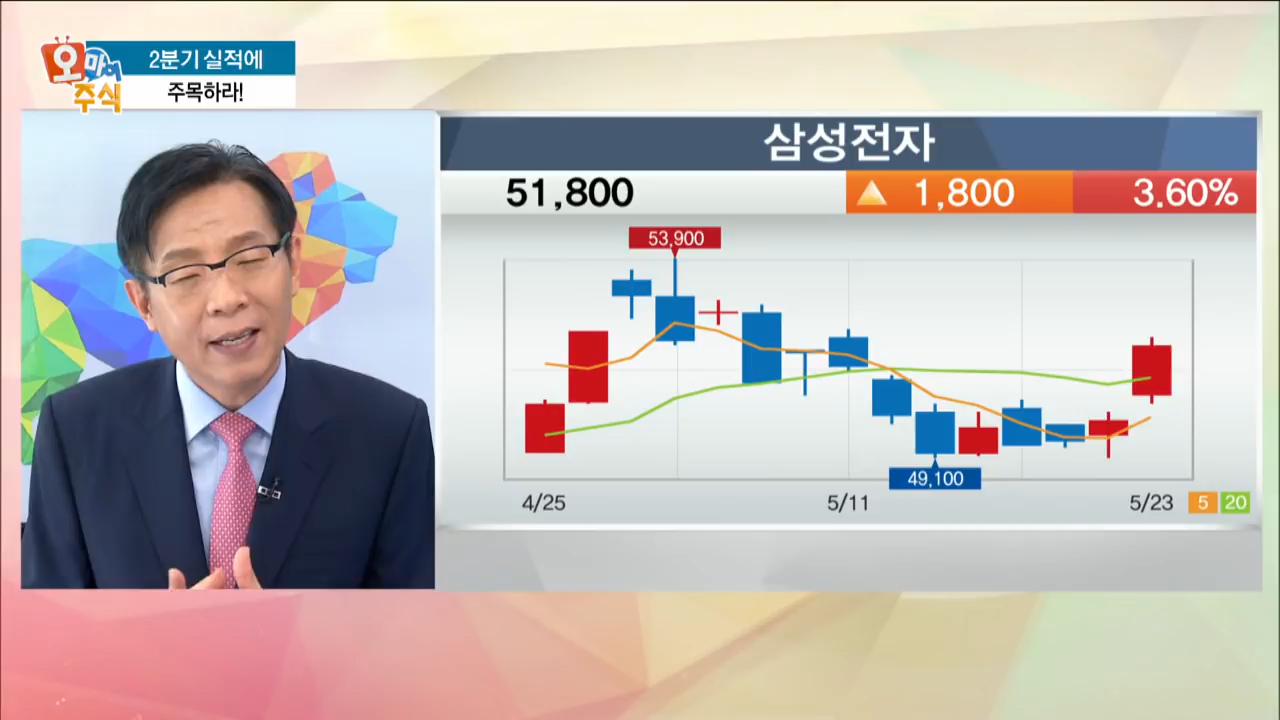 오 마이 주식
2분기 실적에
주목하라!
삼성전자
51,800 ▲ 1,800 3.60%
53,900
49,100
4/25 5/11 5/23 5 20